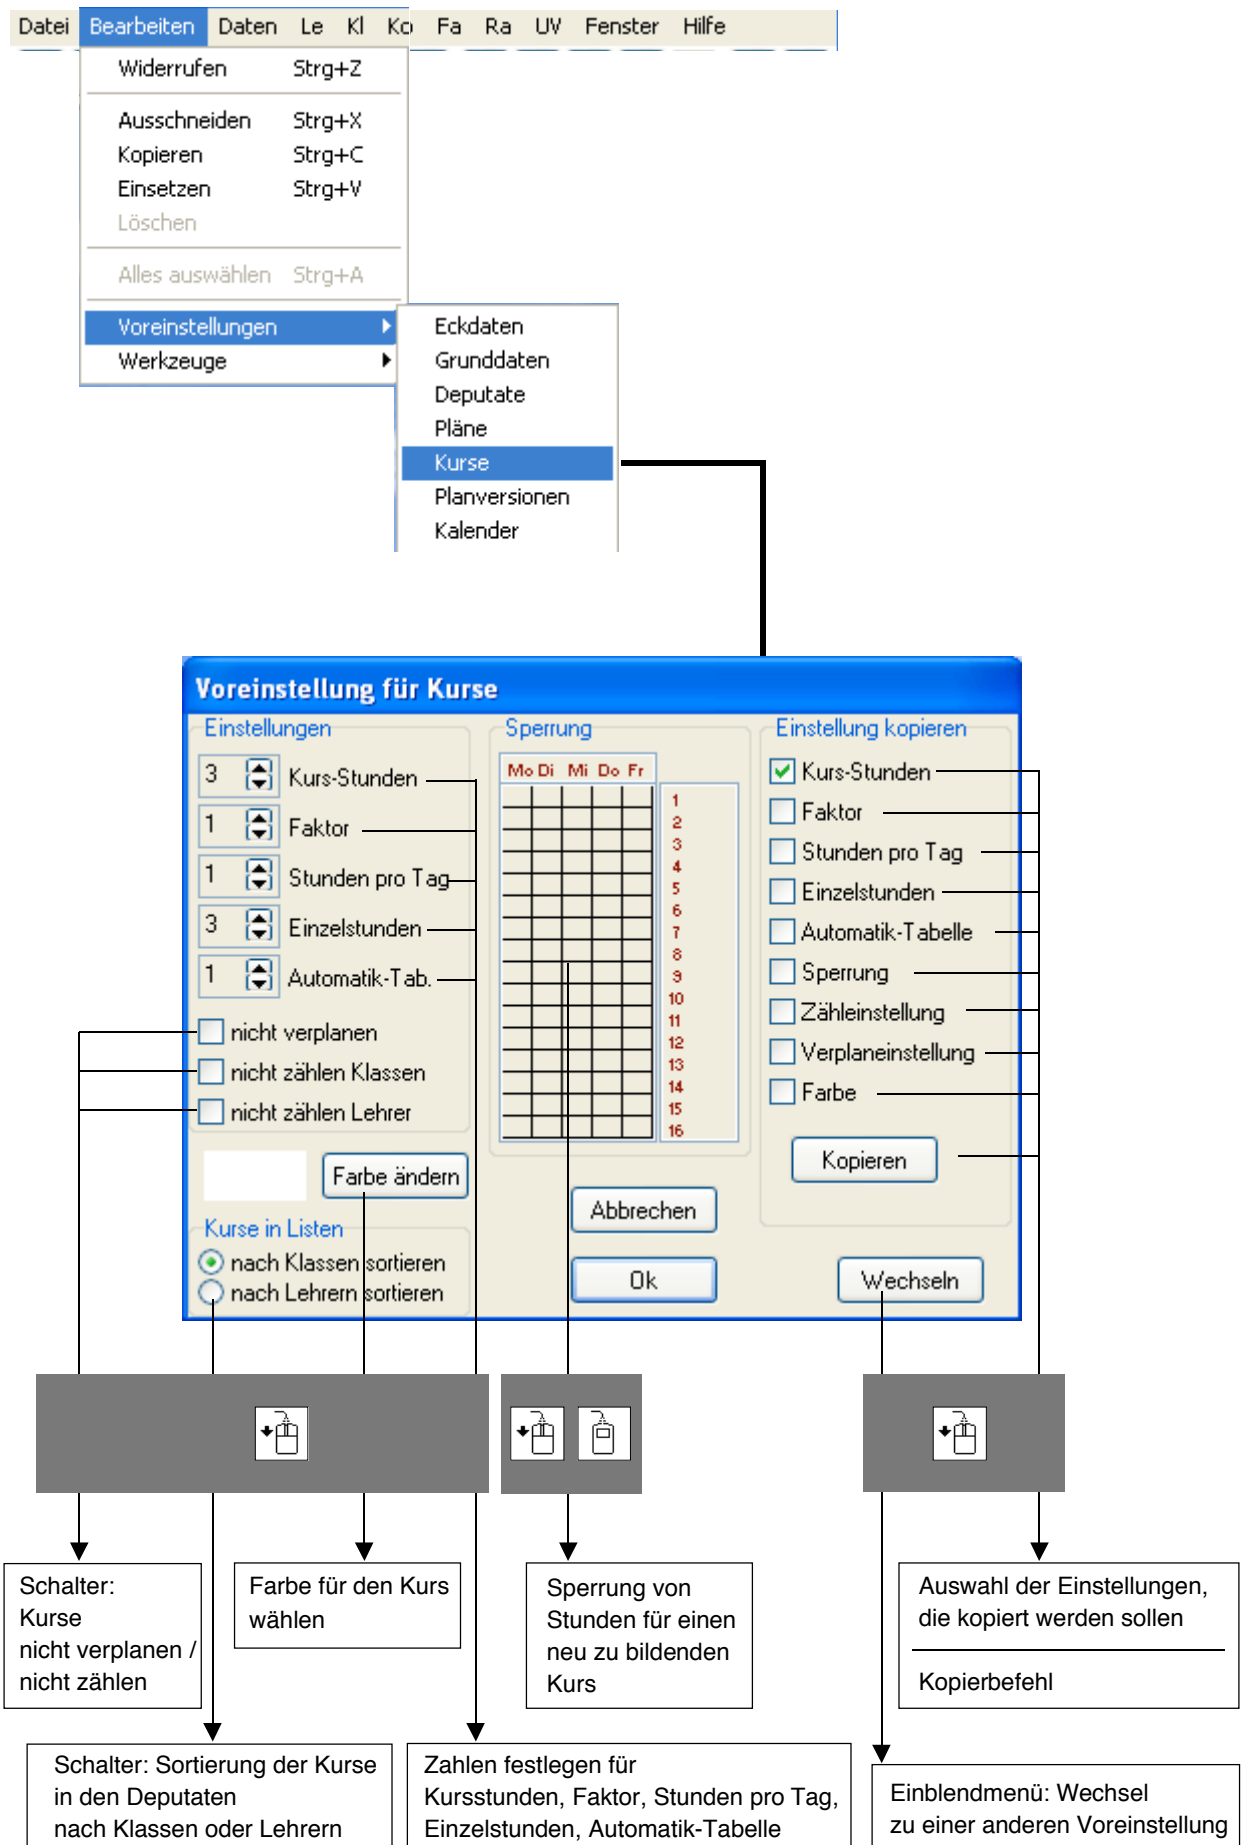 Datei Bearbeiten Daten Le Kl Ko Fa Ra UV Fenster Hilfe
Widerrufen Strg+Z
Ausschneiden Strg+X
Kopieren Strg+C
Einsetzen Strg+V
Löschen
Alles auswählen Strg+A
Voreinstellungen
Werkzeuge
Eckdaten
Grunddaten
Deputate
Pläne
Kurse
Planversionen
Kalender
Voreinstellung für Kurse
Einstellungen
3 Kurs-Stunden
1 Faktor
1 Stunden pro Tag
3 Einzelstunden
1 Automatik-Tab.
nicht verplanen
nicht zählen Klassen
nicht zählen Lehrer
Farbe ändern
Kurse in Listen
nach Klassen sortieren
nach Lehrern sortieren
Sperrung
Mo Di Mi Do Fr
1
2
3
4
5
6
7
8
9
10
11
12
13
14
15
16
Abbrechen
Ok
Einstellung kopieren
Kurs-Stunden
Faktor
Stunden pro Tag
Einzelstunden
Automatik-Tabelle
Sperrung
Zähleinstellung
Verplaneinstellung
Farbe
Kopieren
Wechseln
Schalter:
Kurse
nicht verplanen /
nicht zählen
Farbe für den Kurs
wählen
Sperrung von
Stunden für einen
neu zu bildenden
Kurs
Auswahl der Einstellungen,
die kopiert werden sollen
Kopierbefehl
Schalter: Sortierung der Kurse
in den Deputaten
nach Klassen oder Lehrern
Zahlen festlegen für
Kursstunden, Faktor, Stunden pro Tag,
Einzelstunden, Automatik-Tabelle
Einblendmenü: Wechsel
zu einer anderen Voreinstellung